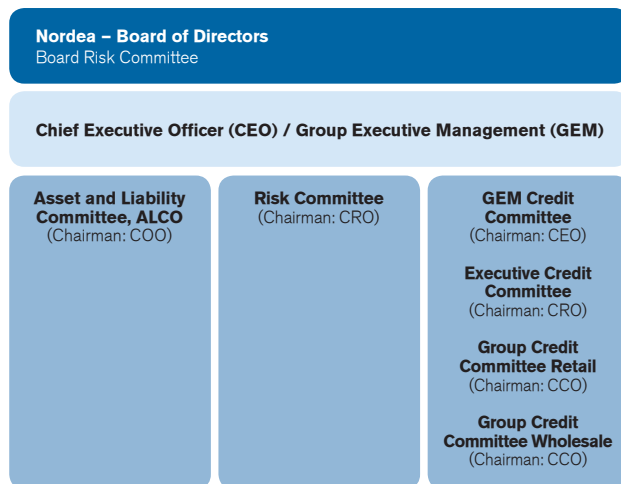 Nordea – Board of Directors
Board Risk Committee
Chief Executive Officer (CEO) / Group Executive Management (GEM)
Asset and Liability
Committee, ALCO
(Chairman: COO)
Risk Committee
(Chairman: CRO)
GEM Credit
Committee
(Chairman: CEO)
Executive Credit
Committee
(Chairman: CRO)
Group Credit
Committee Retail
(Chairman: CCO)
Group Credit
Committee Wholesale
(Chairman: CCO)